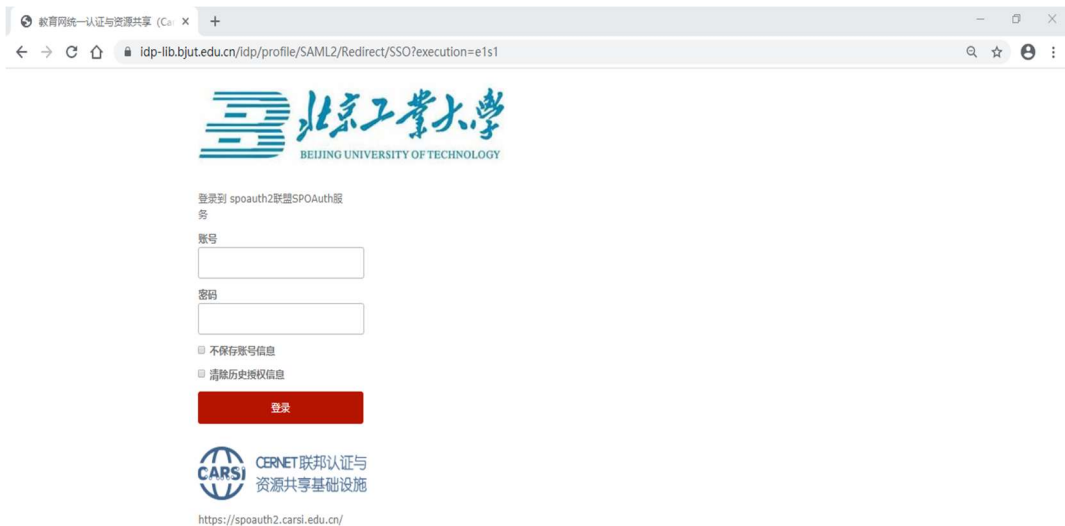 教育网统一认证与资源共享 (Ca
idp-lib.bjut.edu.cn/idp/profile/SAML2/Redirect/SSO?execution=e1s1
北京工业大学
BEIJING UNIVERSITY OF TECHNOLOGY
登录到 spoauth2联盟SPOAuth服
务
账号
密码
不保存账号信息
清除历史授权信息
登录
CARSI
CERNET联邦认证与
资源共享基础设施
https://spoauth2.carsi.edu.cn/